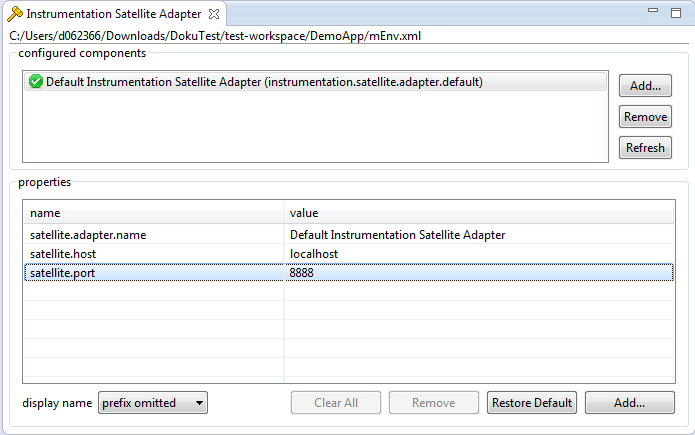 Instrumentation Satellite Adapter
C:/Users/d062366/Downloads/DokuTest/test-workspace/DemoApp/mEnv.xml
configured components
Default Instrumentation Satellite Adapter (instrumentation.satellite.adapter.default)
Add...
Remove
Refresh
properties
name value
satellite.adapter.name Default Instrumentation Satellite Adapter
satellite.host localhost
satellite.port 8888
display name prefix omitted Clear All Remove Restore Default Add...